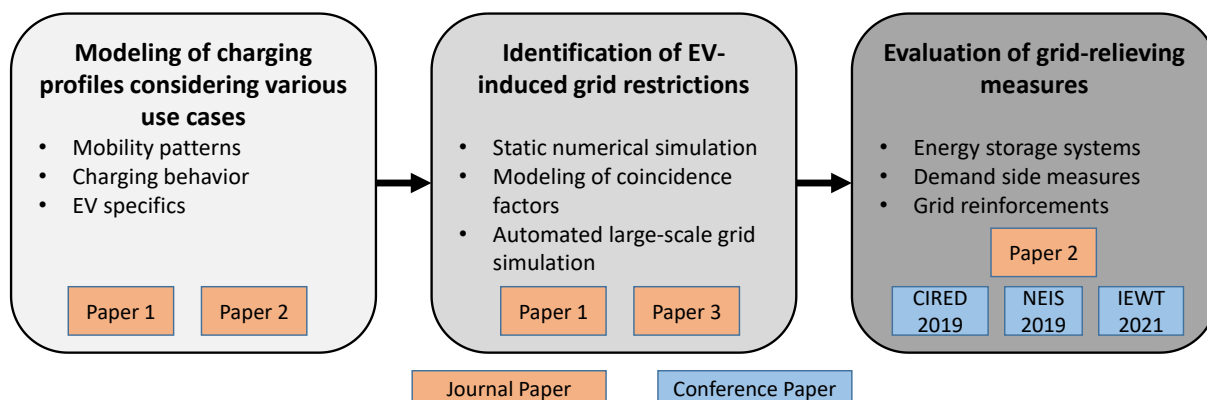 Modeling of charging
profiles considering various
use cases
• Mobility patterns
• Charging behavior
• EV specifics
Paper 1
Paper 2
Identification of EV-
induced grid restrictions
• Static numerical simulation
• Modeling of coincidence
factors
• Automated large-scale grid
simulation
Paper 1
Paper 3
Evaluation of grid-relieving
measures
• Energy storage systems
• Demand side measures
• Grid reinforcements
Paper 2
CIRED
2019
NEIS
2019
IEWT
2021
Journal Paper
Conference Paper